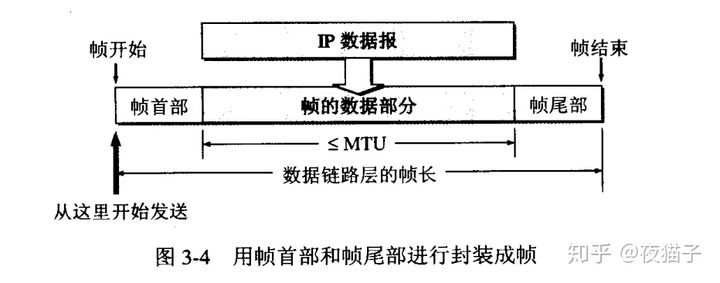 IP 数据报
帧开始
帧结束
帧首部
帧的数据部分
帧尾部
≤ MTU
数据链路层的帧长
从这里开始发送
图 3-4 用帧首部和帧尾部进行封装成帧
知乎 @夜猫子